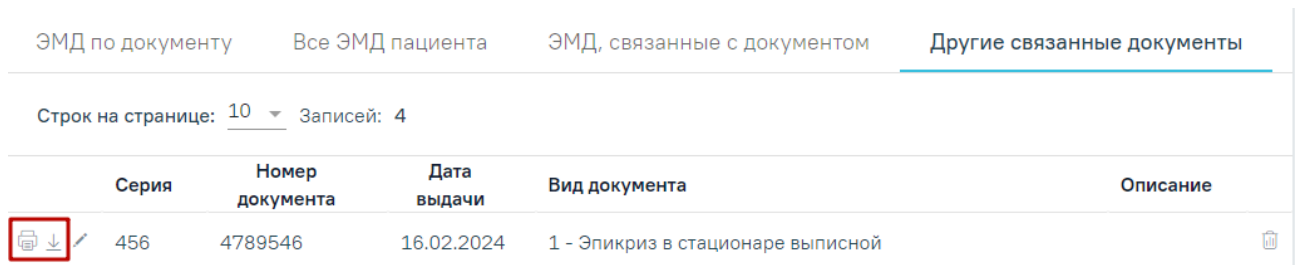 ЭМД по документу Все ЭМД пациента ЭМД, связанные с документом Другие связанные документы
Строк на странице: 10 Записей: 4
Серия Номер документа Дата выдачи Вид документа Описание
456 4789546 16.02.2024 1 - Эпикриз в стационаре выписной